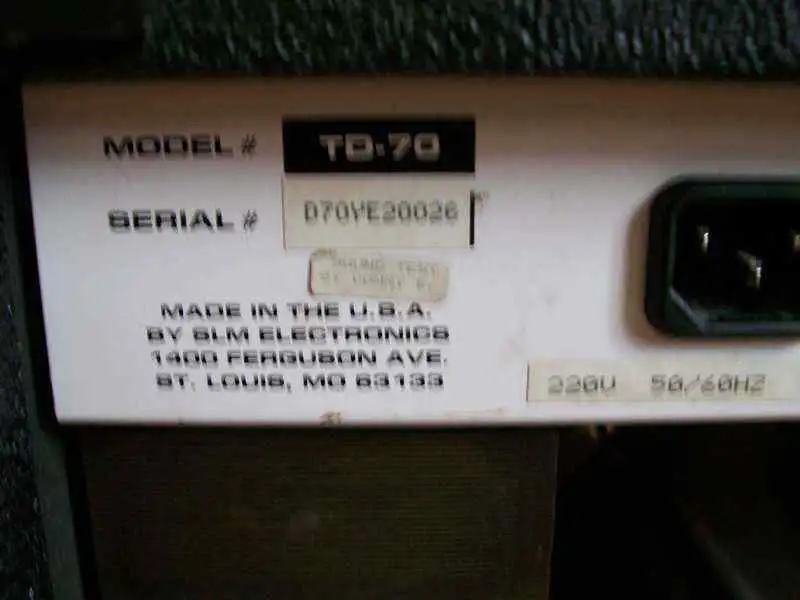 MODEL # TD-70
SERIAL # D70YE20026
MADE IN THE U.S.A.
BY SLM ELECTRONICS
1400 FERGUSON AVE.
ST. LOUIS, MO 63133
220V 50/60HZ